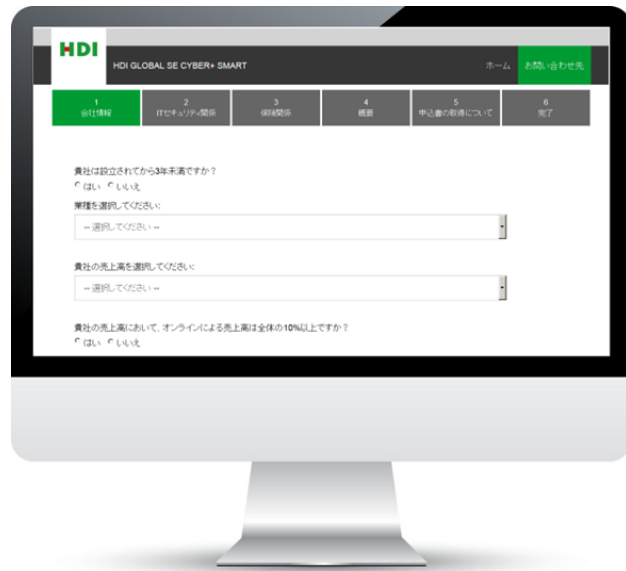 HDI
HDI GLOBAL SE CYBER+ SMART
ホーム
お問い合わせ先
1
会社情報
2
ITセキュリティ関係
3
保険関係
4
概要
5
申込書の取得について
6
完了
貴社は設立されてから3年未満ですか？
はい いいえ
業種を選択してください:
-- 選択してください --
貴社の売上高を選択してください:
-- 選択してください --
貴社の売上高において、オンラインによる売上高は全体の10%以上ですか？
はい いいえ